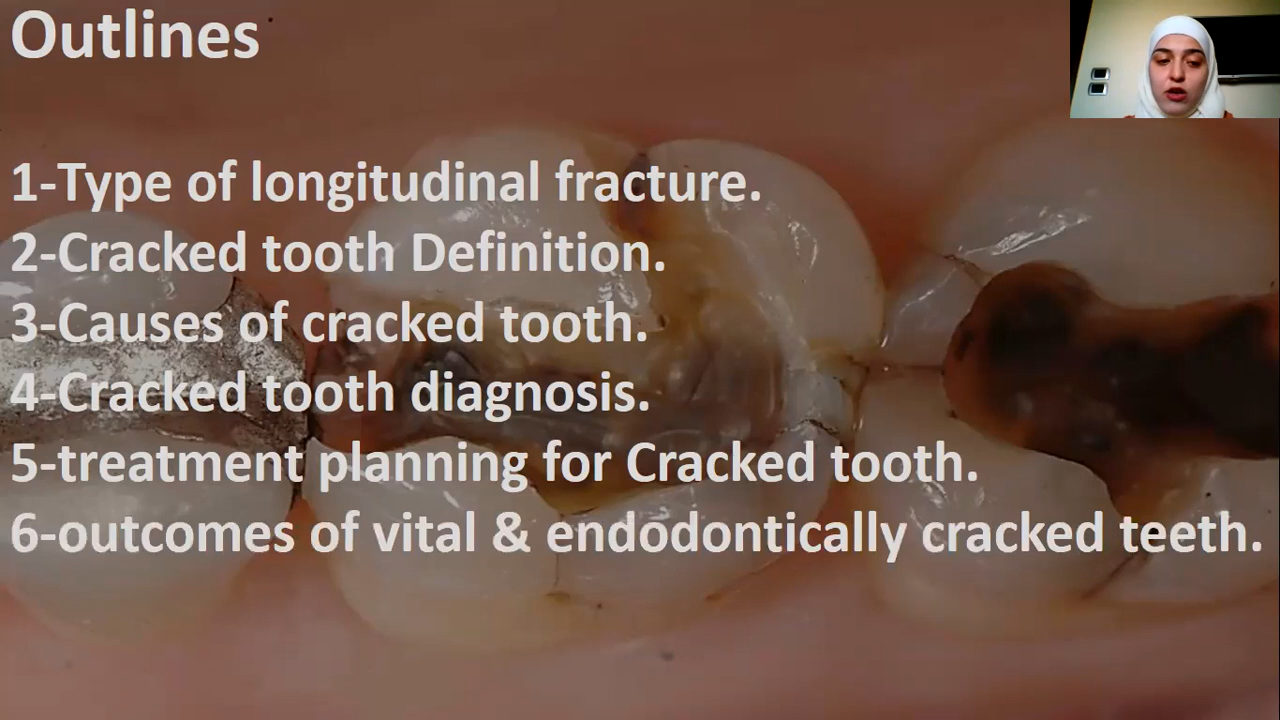 Outlines
1-Type of longitudinal fracture.
2-Cracked tooth Definition.
3-Causes of cracked tooth.
4-Cracked tooth diagnosis.
5-treatment planning for Cracked tooth.
6-outcomes of vital & endodontically cracked teeth.